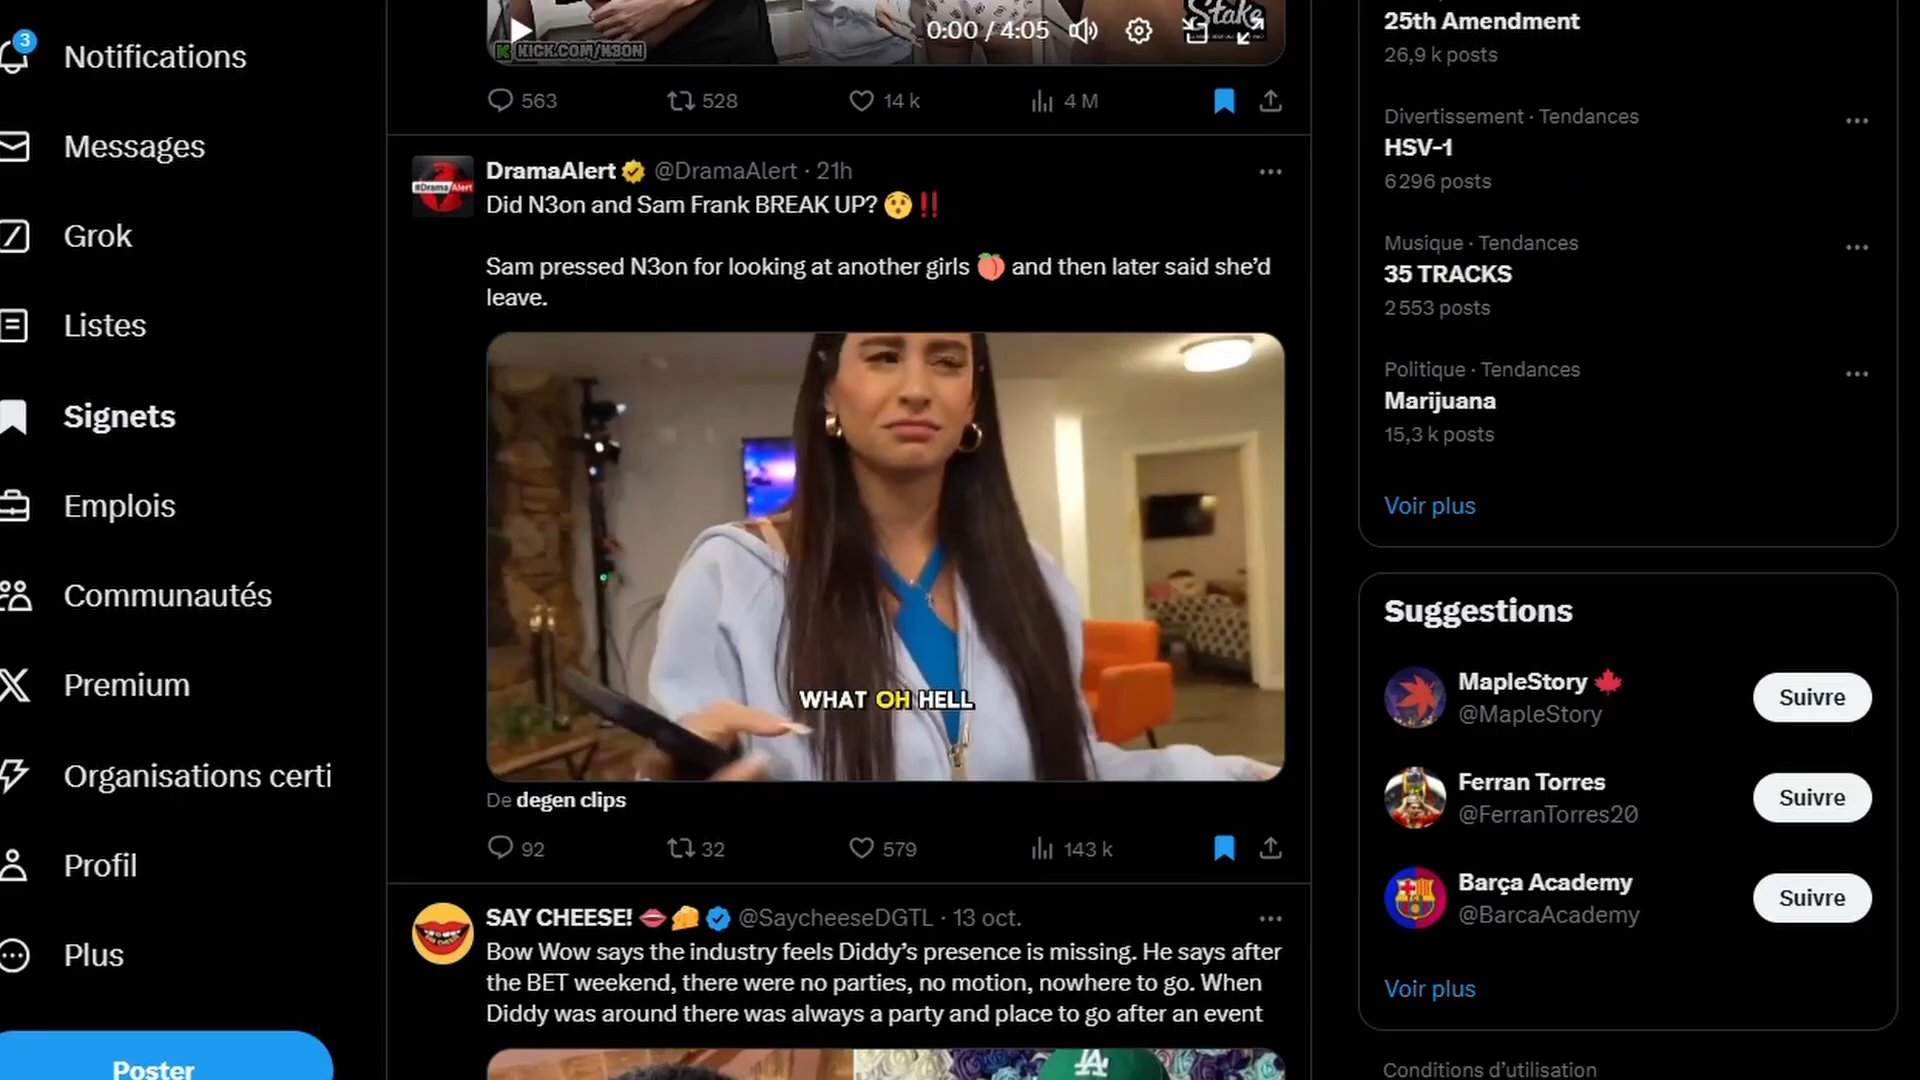 3
Notifications
Messages
Grok
Listes
Signets
Emplois
Communautés
Premium
Organisations certi
Profil
Plus
Poster
KICK.COM/N3ON
0:00 / 4:05
Stake
563
528
14 k
4 M
#DramaAlert
DramaAlert @DramaAlert · 21h
Did N3on and Sam Frank BREAK UP? 😲‼️
Sam pressed N3on for looking at another girls 🍑 and then later said she’d
leave.
WHAT OH HELL
De degen clips
92
32
579
143 k
SAY CHEESE! 👄🧀 @SaycheeseDGTL · 13 oct.
Bow Wow says the industry feels Diddy’s presence is missing. He says after
the BET weekend, there were no parties, no motion, nowhere to go. When
Diddy was around there was always a party and place to go after an event
LA
25th Amendment
26,9 k posts
Divertissement · Tendances
HSV-1
6 296 posts
Musique · Tendances
35 TRACKS
2 553 posts
Politique · Tendances
Marijuana
15,3 k posts
Voir plus
Suggestions
MapleStory 🍁
@MapleStory
Suivre
Ferran Torres
@FerranTorres20
Suivre
Barça Academy
@BarcaAcademy
Suivre
Voir plus
Conditions d’utilisation